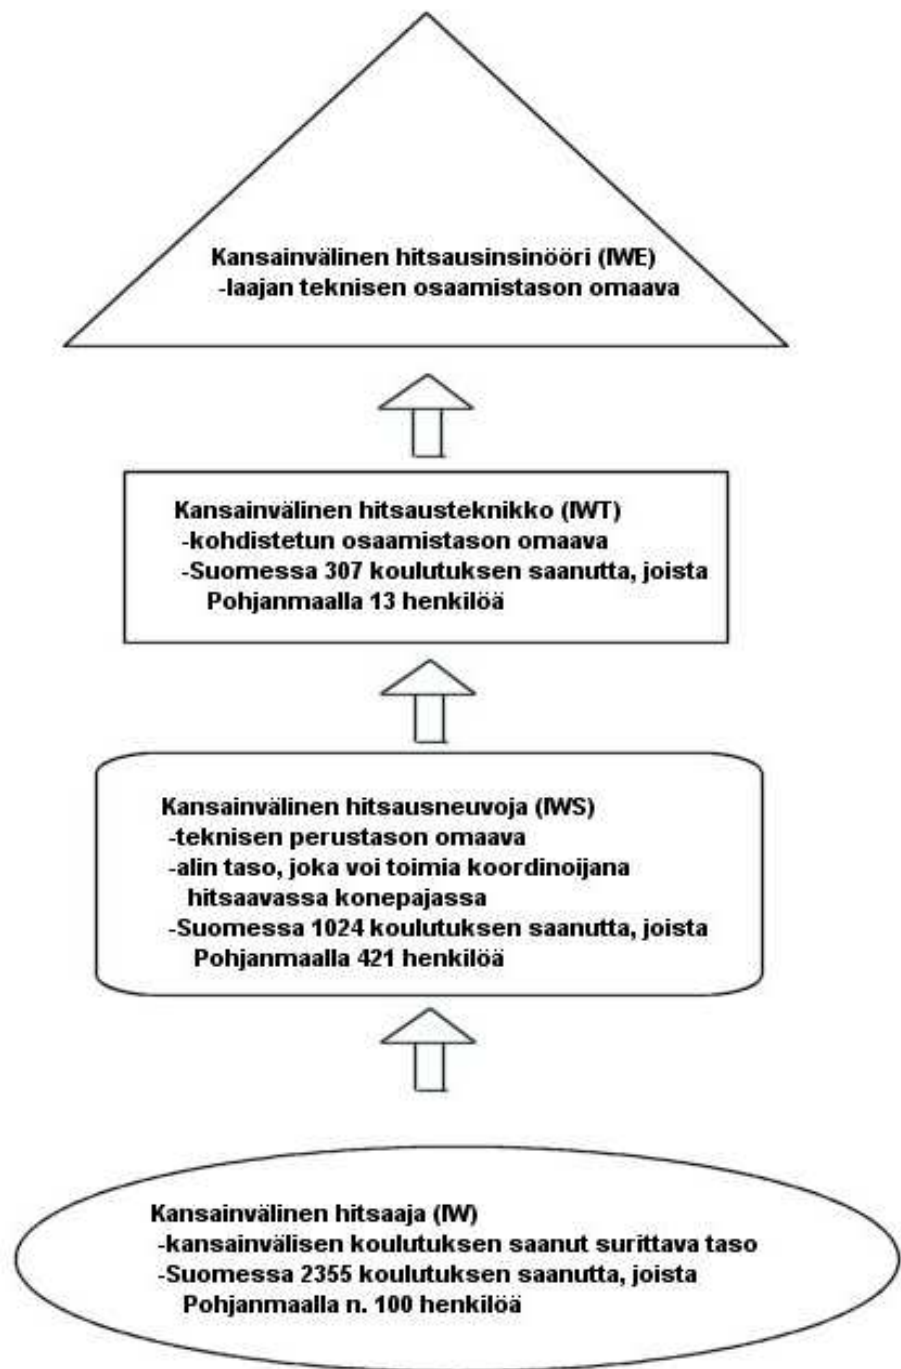 Kansainvälinen hitsausinsinööri (IWE)
-laajan teknisen osaamistason omaava
Kansainvälinen hitsausteknikko (IWT)
-kohdistetun osaamistason omaava
-Suomessa 307 koulutuksen saanutta, joista
Pohjanmaalla 13 henkilöä
Kansainvälinen hitsausneuvoja (IWS)
-teknisen perustason omaava
-alin taso, joka voi toimia koordinoijana
hitsaavassa konepajassa
-Suomessa 1024 koulutuksen saanutta, joista
Pohjanmaalla 421 henkilöä
Kansainvälinen hitsaaja (IW)
-kansainvälisen koulutuksen saanut surittava taso
-Suomessa 2355 koulutuksen saanutta, joista
Pohjanmaalla n. 100 henkilöä